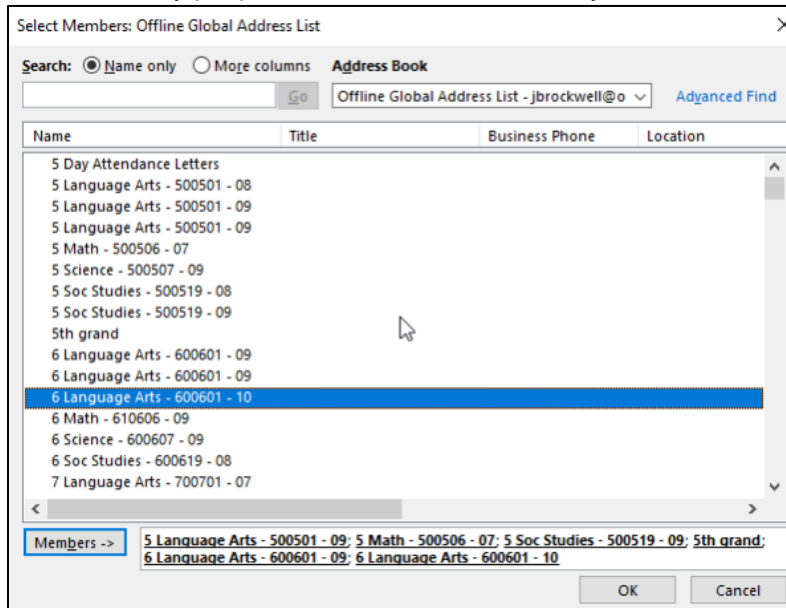 Select Members: Offline Global Address List
Search: Name only More columns Address Book
Go Offline Global Address List - jbrockwell@o Advanced Find
Name Title Business Phone Location
5 Day Attendance Letters
5 Language Arts - 500501 - 08
5 Language Arts - 500501 - 09
5 Language Arts - 500501 - 09
5 Math - 500506 - 07
5 Science - 500507 - 09
5 Soc Studies - 500519 - 08
5 Soc Studies - 500519 - 09
5th grand
6 Language Arts - 600601 - 09
6 Language Arts - 600601 - 09
6 Language Arts - 600601 - 10
6 Math - 610606 - 09
6 Science - 600607 - 09
6 Soc Studies - 600619 - 08
7 Language Arts - 700701 - 07
Members -> 5 Language Arts - 500501 - 09; 5 Math - 500506 - 07; 5 Soc Studies - 500519 - 09; 5th grand;
6 Language Arts - 600601 - 09; 6 Language Arts - 600601 - 10
OK Cancel